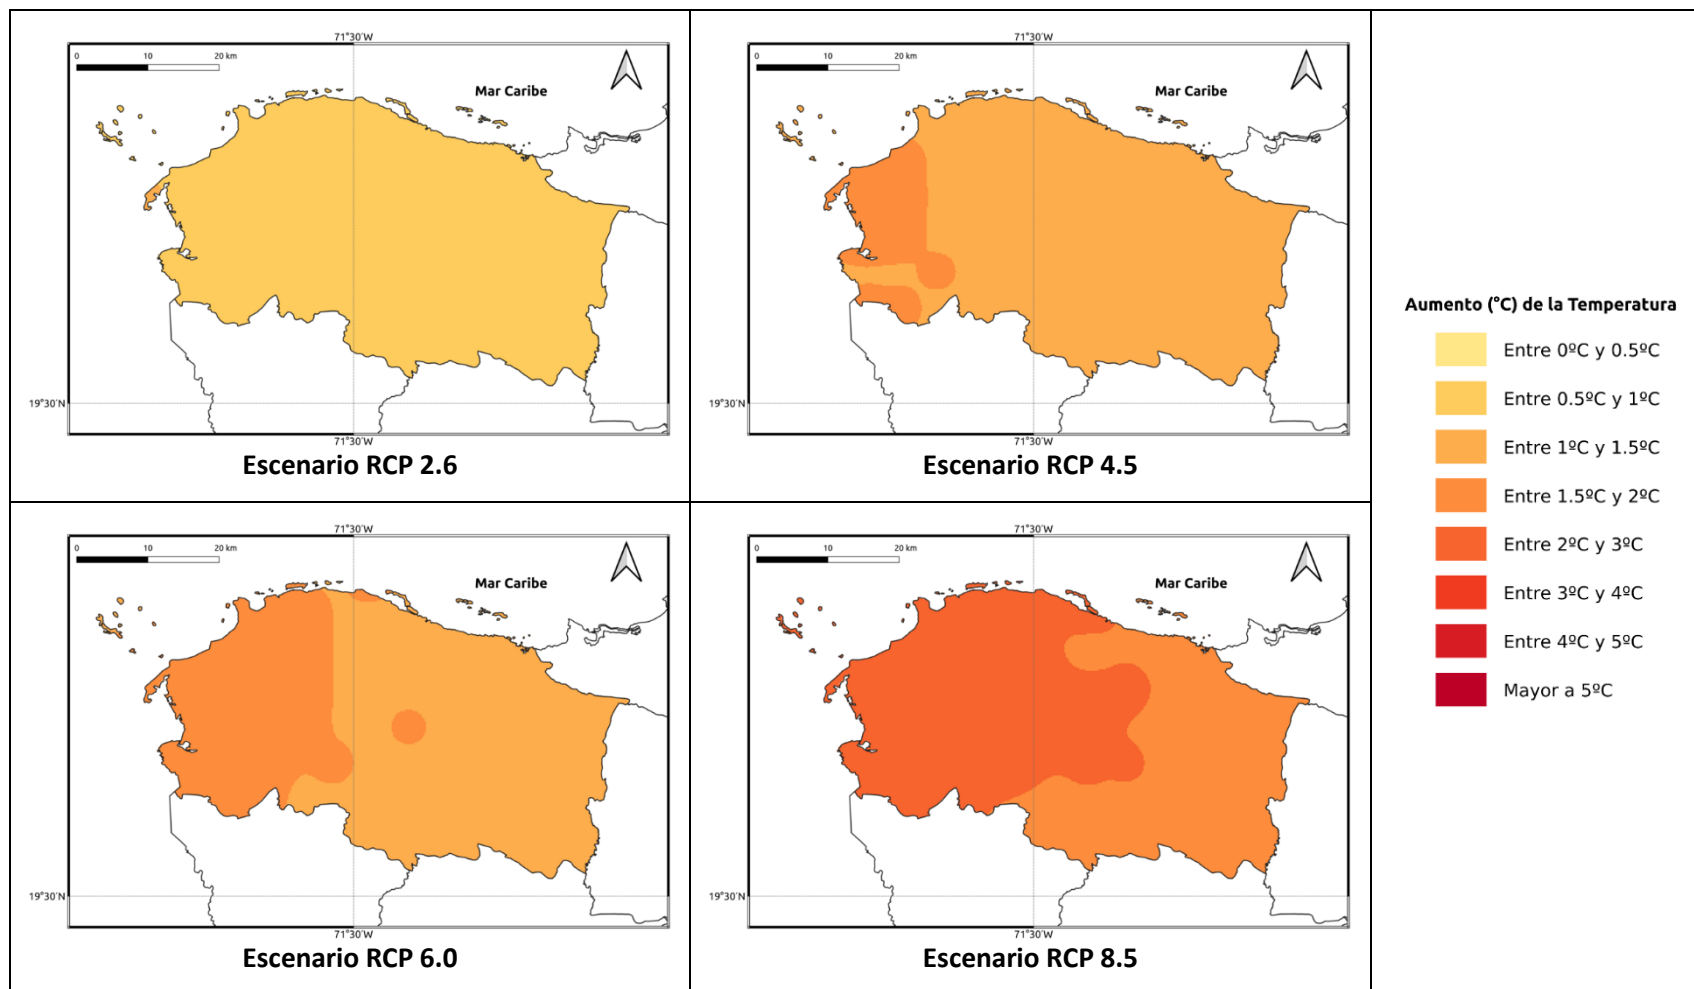 71°30'W
0 10 20 km
Mar Caribe
19°30'N
71°30'W
Escenario RCP 2.6
71°30'W
0 10 20 km
Mar Caribe
19°30'N
71°30'W
Escenario RCP 4.5
71°30'W
0 10 20 km
Mar Caribe
19°30'N
71°30'W
Escenario RCP 6.0
71°30'W
0 10 20 km
Mar Caribe
19°30'N
71°30'W
Escenario RCP 8.5
Aumento (°C) de la Temperatura
Entre 0ºC y 0.5ºC
Entre 0.5ºC y 1ºC
Entre 1ºC y 1.5ºC
Entre 1.5ºC y 2ºC
Entre 2ºC y 3ºC
Entre 3ºC y 4ºC
Entre 4ºC y 5ºC
Mayor a 5ºC